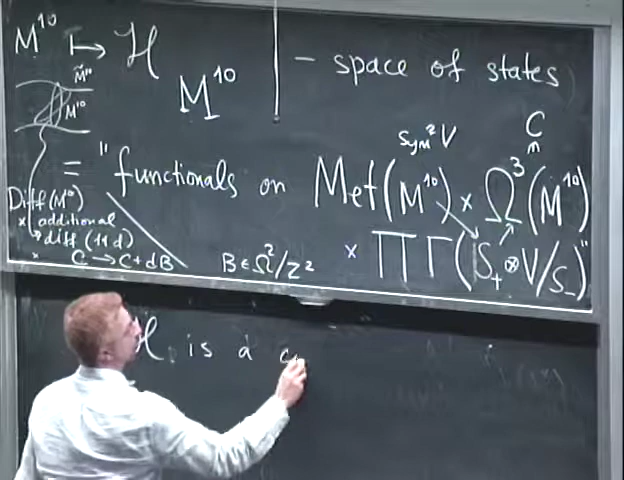 M¹⁰ ↦ ℋ
M¹⁰ – space of states
M̃¹¹
M¹⁰
Sym² V
C
= "functionals on Met(M¹⁰) × Ω³(M¹⁰)
× Π Γ(S₊ ⊗ V/S₋)"
Diff(M¹⁰)
× additional
diff (11d)
× C → C + dB B ∈ Ω²/Z²
ℋ is a c